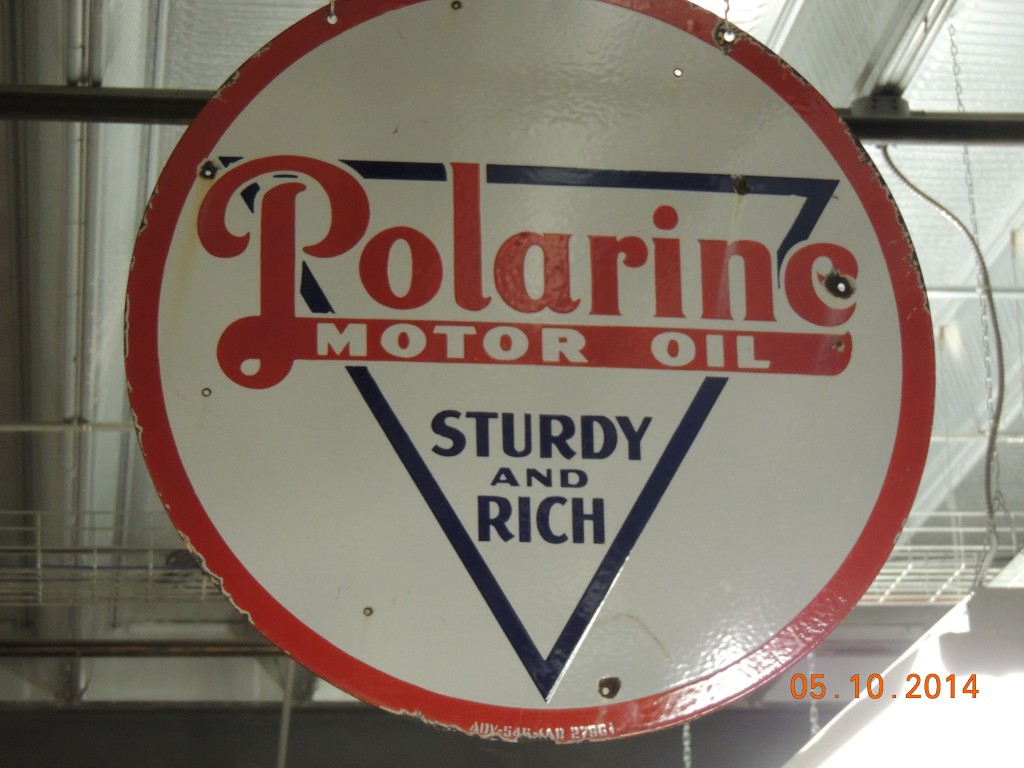 Polarine
MOTOR OIL
STURDY
AND
RICH
05.10.2014